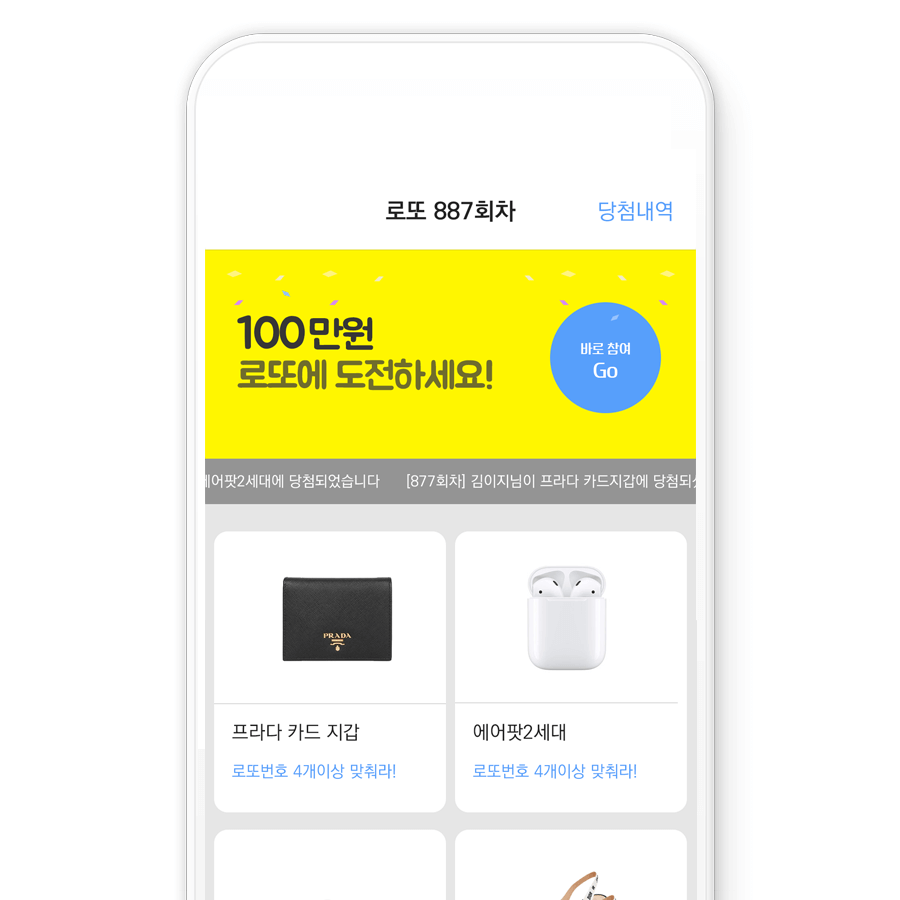 로또 887회차
당첨내역
100만원
로또에 도전하세요!
바로 참여
Go
에어팟2세대에 당첨되었습니다 [877회차] 김이지님이 프라다 카드지갑에 당첨되
PRADA
프라다 카드 지갑
로또번호 4개이상 맞춰라!
에어팟2세대
로또번호 4개이상 맞춰라!